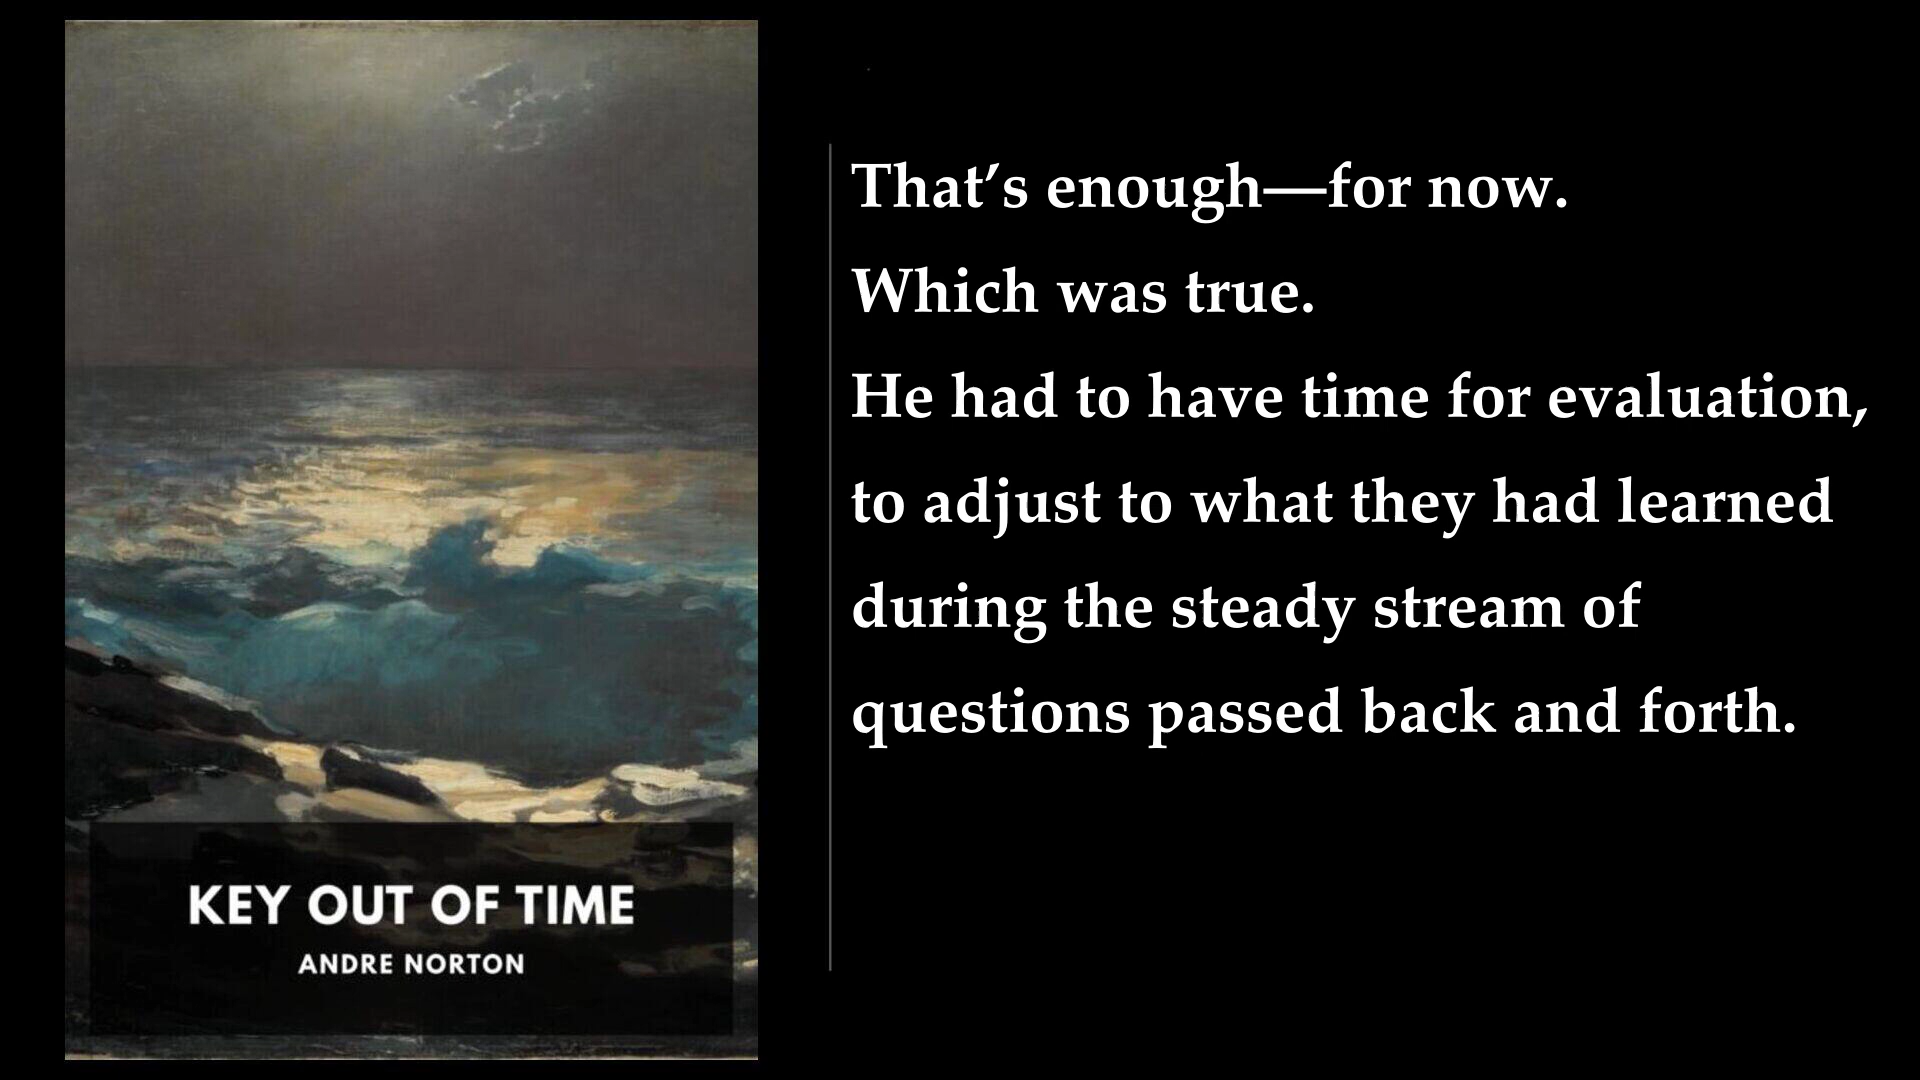 That’s enough—for now.
Which was true.
He had to have time for evaluation,
to adjust to what they had learned
during the steady stream of
questions passed back and forth.
KEY OUT OF TIME
ANDRE NORTON